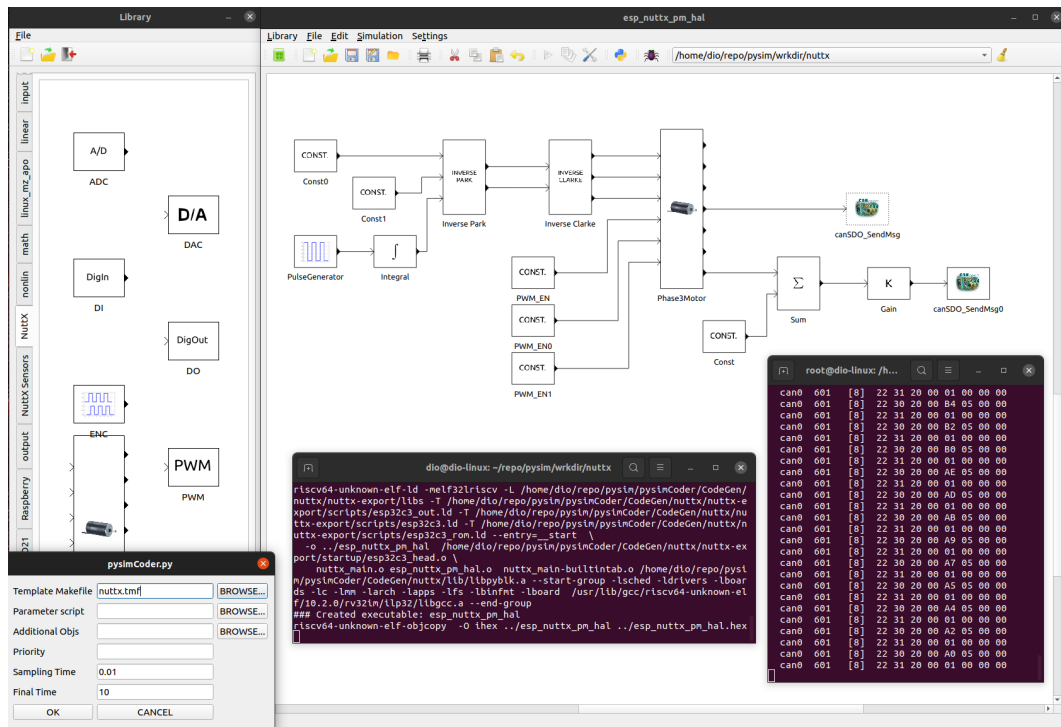 Library
File
input
linear
linux_mz_apo
math
nonlin
NuttX
NuttX Sensors
output
Raspberry
A/D
ADC
D/A
DAC
DigIn
DI
DigOut
DO
ENC
PWM
PWM
esp_nuttx_pm_hal
Library File Edit Simulation Settings
/home/dio/repo/pysim/wrkdir/nuttx
CONST.
Const0
CONST.
Const1
PulseGenerator
∫
Integral
INVERSE
PARK
Inverse Park
INVERSE
CLARKE
Inverse Clarke
CONST.
PWM_EN
CONST.
PWM_EN0
CONST.
PWM_EN1
Phase3Motor
canSDO_SendMsg
CONST.
Const
Σ
Sum
K
Gain
canSDO_SendMsg0
pysimCoder.py
Template Makefile nuttx.tmf BROWSE...
Parameter script BROWSE...
Additional Objs BROWSE...
Priority
Sampling Time 0.01
Final Time 10
OK CANCEL
dio@dio-linux: ~/repo/pysim/wrkdir/nuttx
riscv64-unknown-elf-ld -melf32lriscv -L /home/dio/repo/pysim/pysimCoder/CodeGen/
nuttx/nuttx-export/libs -T /home/dio/repo/pysim/pysimCoder/CodeGen/nuttx/nuttx-e
xport/scripts/esp32c3_out.ld -T /home/dio/repo/pysim/pysimCoder/CodeGen/nuttx/nu
ttx-export/scripts/esp32c3.ld -T /home/dio/repo/pysim/pysimCoder/CodeGen/nuttx/n
uttx-export/scripts/esp32c3_rom.ld --entry=__start \
-o ../esp_nuttx_pm_hal /home/dio/repo/pysim/pysimCoder/CodeGen/nuttx/nuttx-ex
port/startup/esp32c3_head.o \
nuttx_main.o esp_nuttx_pm_hal.o nuttx_main-builtintab.o /home/dio/repo/pysi
m/pysimCoder/CodeGen/nuttx/lib/libpyblk.a --start-group -lsched -ldrivers -lboar
ds -lc -lmm -larch -lapps -lfs -lbinfmt -lboard /usr/lib/gcc/riscv64-unknown-el
f/10.2.0/rv32im/ilp32/libgcc.a --end-group
### Created executable: esp_nuttx_pm_hal
riscv64-unknown-elf-objcopy -O ihex ../esp_nuttx_pm_hal ../esp_nuttx_pm_hal.hex
root@dio-linux: /h...
can0 601 [8] 22 31 20 00 01 00 00 00
can0 601 [8] 22 30 20 00 B4 05 00 00
can0 601 [8] 22 31 20 00 01 00 00 00
can0 601 [8] 22 30 20 00 B2 05 00 00
can0 601 [8] 22 31 20 00 01 00 00 00
can0 601 [8] 22 30 20 00 B0 05 00 00
can0 601 [8] 22 31 20 00 01 00 00 00
can0 601 [8] 22 30 20 00 AE 05 00 00
can0 601 [8] 22 31 20 00 01 00 00 00
can0 601 [8] 22 30 20 00 AD 05 00 00
can0 601 [8] 22 31 20 00 01 00 00 00
can0 601 [8] 22 30 20 00 AB 05 00 00
can0 601 [8] 22 31 20 00 01 00 00 00
can0 601 [8] 22 30 20 00 A9 05 00 00
can0 601 [8] 22 31 20 00 01 00 00 00
can0 601 [8] 22 30 20 00 A7 05 00 00
can0 601 [8] 22 31 20 00 01 00 00 00
can0 601 [8] 22 30 20 00 A5 05 00 00
can0 601 [8] 22 31 20 00 01 00 00 00
can0 601 [8] 22 30 20 00 A4 05 00 00
can0 601 [8] 22 31 20 00 01 00 00 00
can0 601 [8] 22 30 20 00 A2 05 00 00
can0 601 [8] 22 31 20 00 01 00 00 00
can0 601 [8] 22 30 20 00 A0 05 00 00
can0 601 [8] 22 31 20 00 01 00 00 00